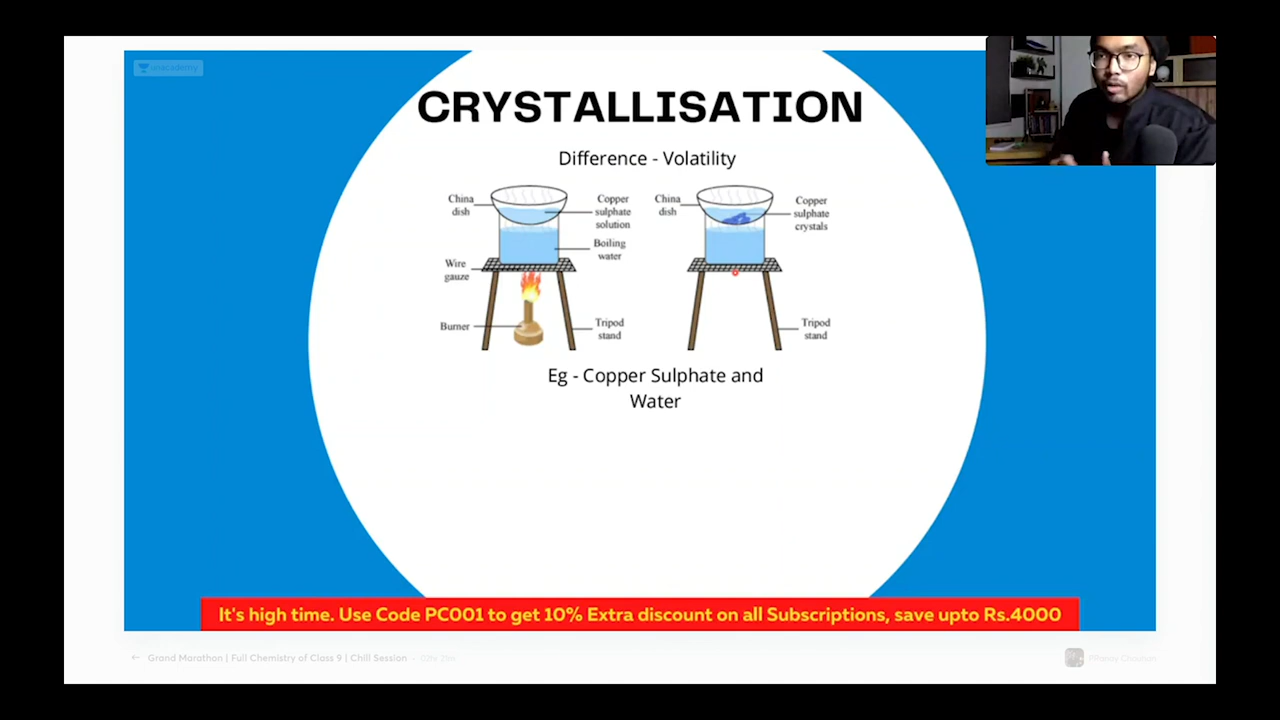 unacademy
CRYSTALLISATION
Difference - Volatility
China
dish
Copper
sulphate
solution
Boiling
water
Wire
gauze
Burner
Tripod
stand
China
dish
Copper
sulphate
crystals
Tripod
stand
Eg - Copper Sulphate and
Water
It's high time. Use Code PC001 to get 10% Extra discount on all Subscriptions, save upto Rs.4000
Grand Marathon | Full Chemistry of Class 9 | Chill Session